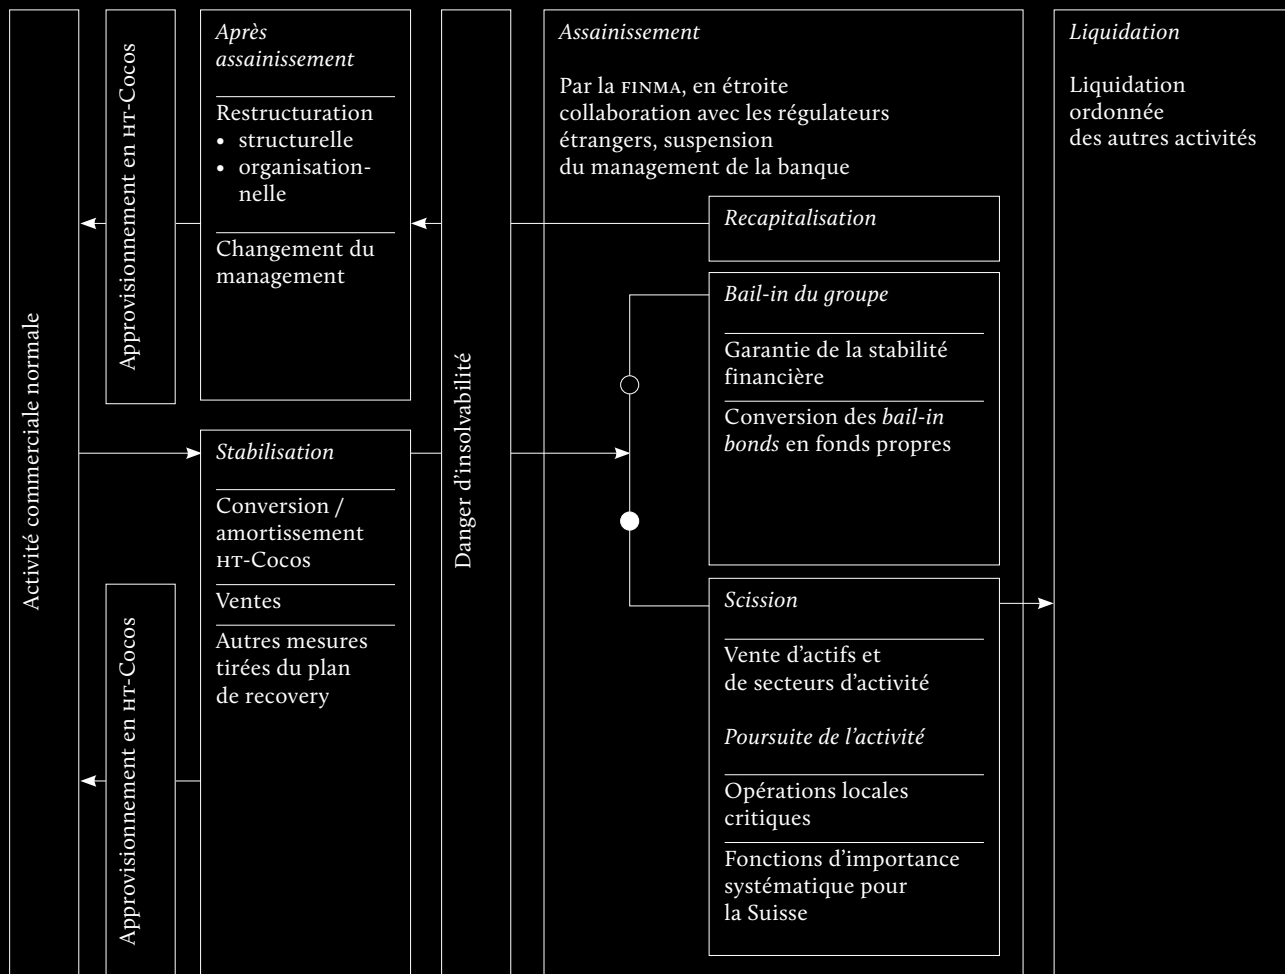 Activité commerciale normale
Approvisionnement en HT-Cocos
Après
assainissement
Restructuration
• structurelle
• organisation-
nelle
Changement du
management
Approvisionnement en HT-Cocos
Stabilisation
Conversion /
amortissement
HT-Cocos
Ventes
Autres mesures
tirées du plan
de recovery
Danger d'insolvabilité
Assainissement
Par la FINMA, en étroite
collaboration avec les régulateurs
étrangers, suspension
du management de la banque
Recapitalisation
Bail-in du groupe
Garantie de la stabilité
financière
Conversion des bail-in
bonds en fonds propres
Scission
Vente d'actifs et
de secteurs d'activité
Poursuite de l'activité
Opérations locales
critiques
Fonctions d'importance
systématique pour
la Suisse
Liquidation
Liquidation
ordonnée
des autres activités